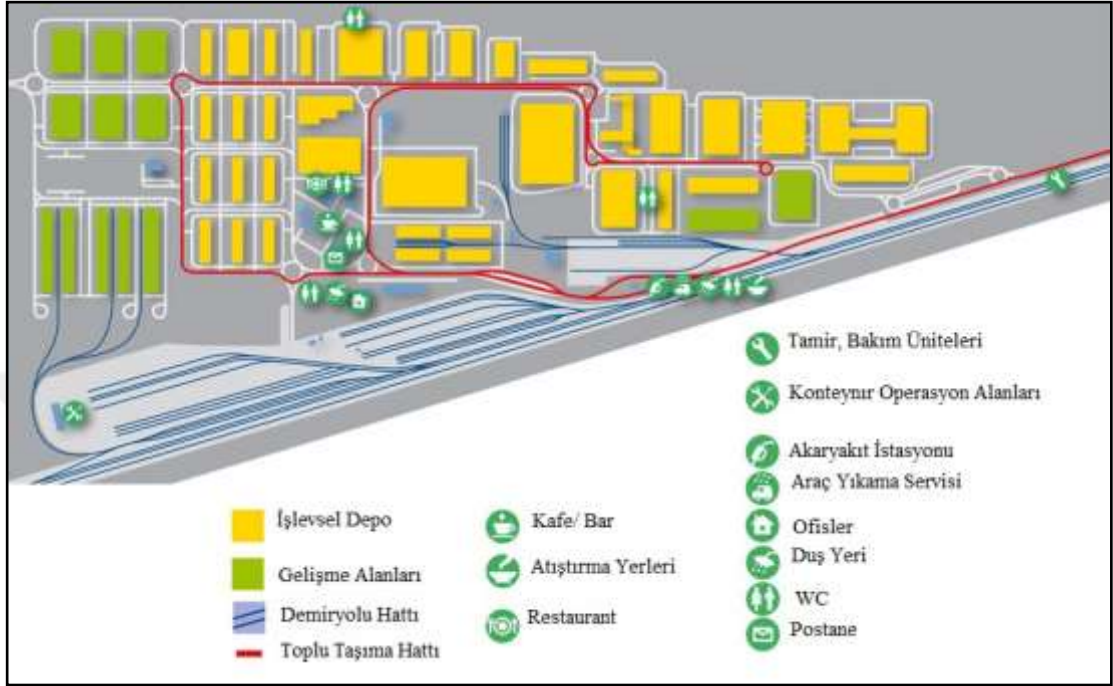 Tamir, Bakım Üniteleri
Konteynır Operasyon Alanları
Akaryakıt İstasyonu
Araç Yıkama Servisi
Ofisler
Duş Yeri
WC
Postane
Kafe/ Bar
Atıştırma Yerleri
Restaurant
İşlevsel Depo
Gelişme Alanları
Demiryolu Hattı
Toplu Taşıma Hattı